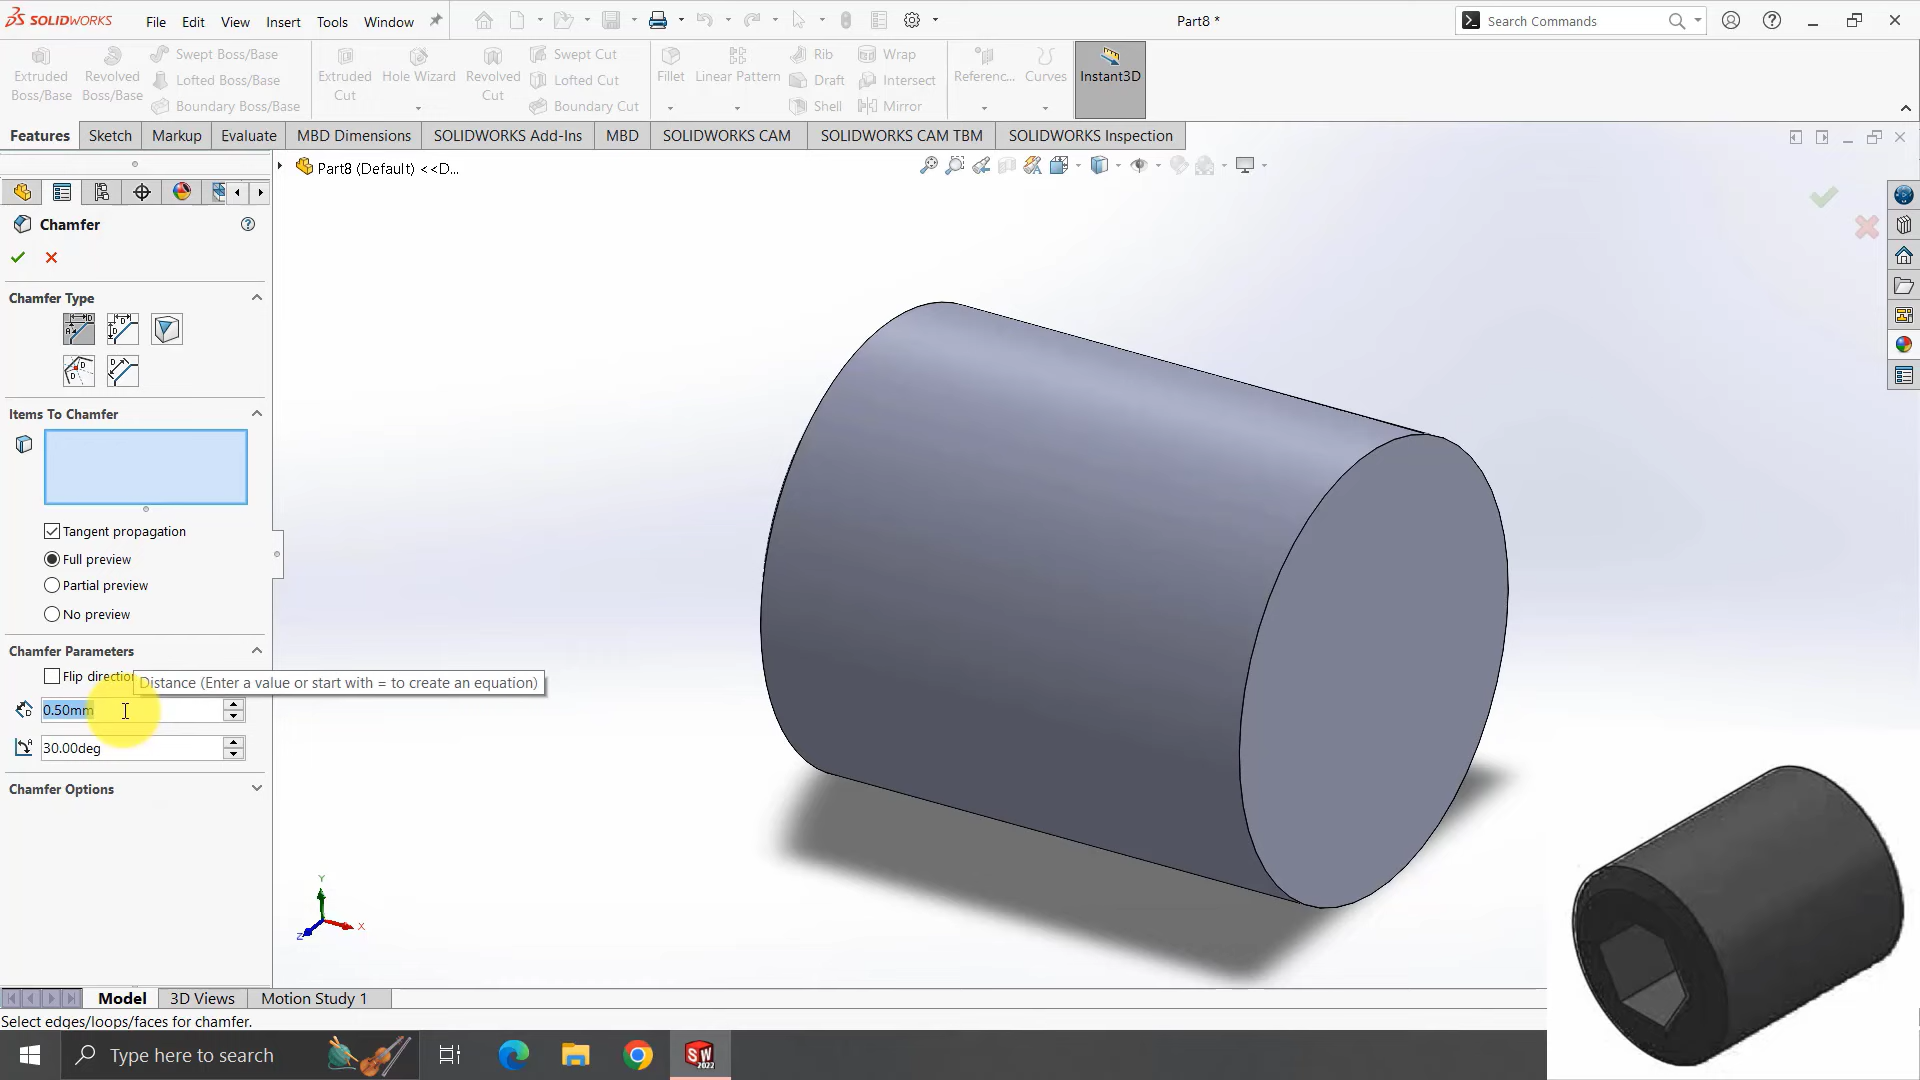 SOLIDWORKS File Edit View Insert Tools Window Part8 * Search Commands
Extruded Boss/Base
Revolved Boss/Base
Swept Boss/Base
Lofted Boss/Base
Boundary Boss/Base
Extruded Cut
Hole Wizard
Revolved Cut
Swept Cut
Lofted Cut
Boundary Cut
Fillet
Linear Pattern
Rib
Draft
Shell
Wrap
Intersect
Mirror
Referenc...
Curves
Instant3D
Features Sketch Markup Evaluate MBD Dimensions SOLIDWORKS Add-Ins MBD SOLIDWORKS CAM SOLIDWORKS CAM TBM SOLIDWORKS Inspection
Part8 (Default) <<D...
Chamfer
Chamfer Type
Items To Chamfer
Tangent propagation
Full preview
Partial preview
No preview
Chamfer Parameters
Flip directio
Distance (Enter a value or start with = to create an equation)
0.50mm
30.00deg
Chamfer Options
Y
X
Z
Model 3D Views Motion Study 1
Select edges/loops/faces for chamfer.
Type here to search
SW
2022